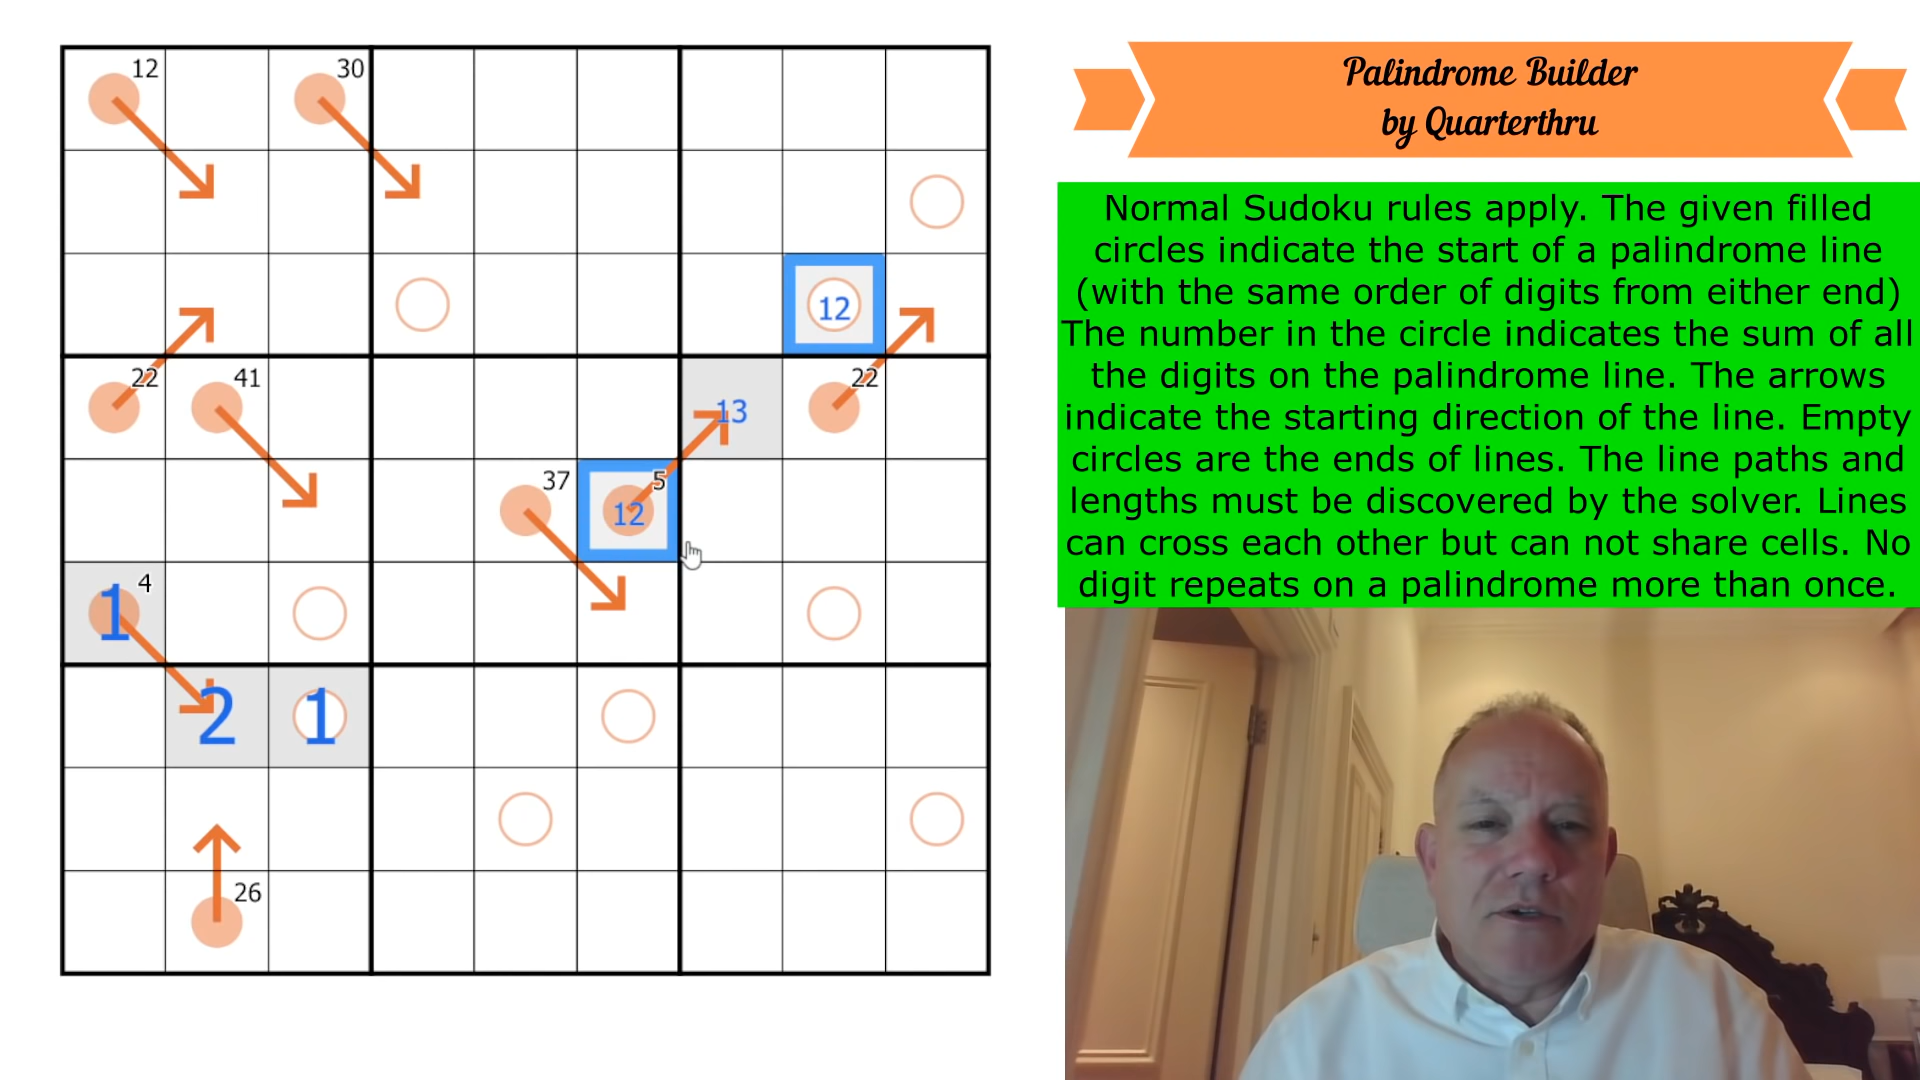 Palindrome Builder
by Quarterthru
Normal Sudoku rules apply. The given filled
circles indicate the start of a palindrome line
(with the same order of digits from either end)
The number in the circle indicates the sum of all
the digits on the palindrome line. The arrows
indicate the starting direction of the line. Empty
circles are the ends of lines. The line paths and
lengths must be discovered by the solver. Lines
can cross each other but can not share cells. No
digit repeats on a palindrome more than once.
12 30
12
22 41 13 22
37 5 12
1 4
2 1
26